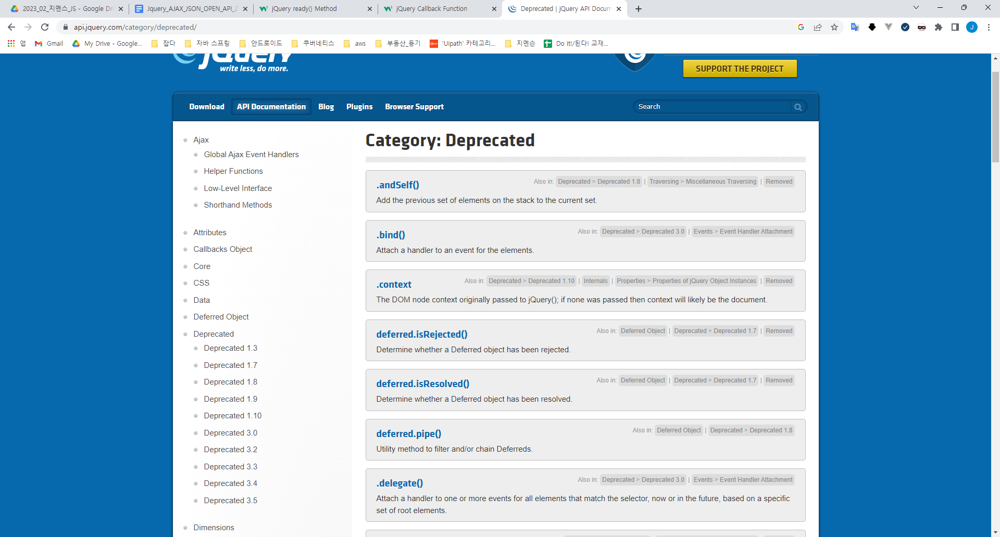 2023_02_지멘스_JS - Google Dri
Jquery_AJAX_JSON_OPEN_API_2
jQuery ready() Method
jQuery Callback Function
Deprecated | jQuery API Docum
api.jquery.com/category/deprecated/
J
앱
Gmail
My Drive - Google...
잡다
자바 스프링
안드로이드
쿠버네티스
aws
부동산_등기
'Uipath' 카테고리...
지멘슨
Do it!/된다! 교재...
jQuery
write less, do more.
SUPPORT THE PROJECT
Download
API Documentation
Blog
Plugins
Browser Support
Search
Ajax
Global Ajax Event Handlers
Helper Functions
Low-Level Interface
Shorthand Methods
Attributes
Callbacks Object
Core
CSS
Data
Deferred Object
Deprecated
Deprecated 1.3
Deprecated 1.7
Deprecated 1.8
Deprecated 1.9
Deprecated 1.10
Deprecated 3.0
Deprecated 3.2
Deprecated 3.3
Deprecated 3.4
Deprecated 3.5
Dimensions
Category: Deprecated
.andSelf()
Also in: Deprecated > Deprecated 1.8 | Traversing > Miscellaneous Traversing | Removed
Add the previous set of elements on the stack to the current set.
.bind()
Also in: Deprecated > Deprecated 3.0 | Events > Event Handler Attachment
Attach a handler to an event for the elements.
.context
Also in: Deprecated > Deprecated 1.10 | Internals | Properties > Properties of jQuery Object Instances | Removed
The DOM node context originally passed to jQuery(); if none was passed then context will likely be the document.
deferred.isRejected()
Also in: Deferred Object | Deprecated > Deprecated 1.7 | Removed
Determine whether a Deferred object has been rejected.
deferred.isResolved()
Also in: Deferred Object | Deprecated > Deprecated 1.7 | Removed
Determine whether a Deferred object has been resolved.
deferred.pipe()
Also in: Deferred Object | Deprecated > Deprecated 1.8
Utility method to filter and/or chain Deferreds.
.delegate()
Also in: Deprecated > Deprecated 3.0 | Events > Event Handler Attachment
Attach a handler to one or more events for all elements that match the selector, now or in the future, based on a specific
set of root elements.